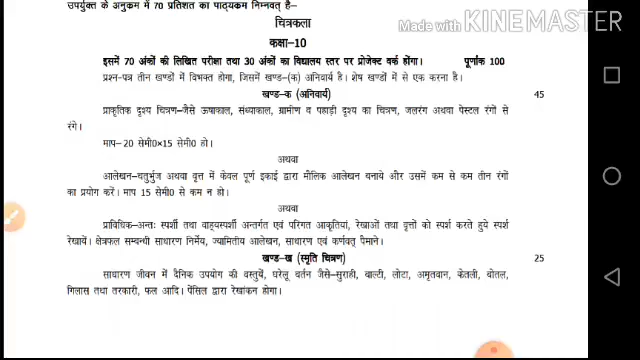 उपर्युक्त के अनुक्रम में 70 प्रतिशत का पाठ्यक्रम निम्नवत् है–
चित्रकला
कक्षा–10
इसमें 70 अंकों की लिखित परीक्षा तथा 30 अंकों का विद्यालय स्तर पर प्रोजेक्ट वर्क होगा। पूर्णांक 100
प्रश्न-पत्र तीन खण्डों में विभक्त होगा, जिसमें खण्ड-(क) अनिवार्य है। शेष खण्डों में से एक करना है।
खण्ड-क (अनिवार्य) 45
प्राकृतिक दृश्य चित्रण–जैसे ऊषाकाल, संध्याकाल, ग्रामीण व पहाड़ी दृश्य का चित्रण, जलरंग अथवा पेस्टल रंगों से
रंगे।
माप–20 सेमी0×15 सेमी0 हो।
अथवा
आलेखन–चतुर्भुज अथवा वृत्त में केवल पूर्ण इकाई द्वारा मौलिक आलेखन बनाये और उसमें कम से कम तीन रंगों
का प्रयोग करें। माप 15 सेमी0 से कम न हो।
अथवा
प्राविधिक–अन्तः स्पर्शी तथा वाह्यस्पर्शी अन्तर्गत एवं परिगत आकृतियां, रेखाओं तथा वृत्तों को स्पर्श करते हुये स्पर्श
रेखायें। क्षेत्रफल सम्बन्धी साधारण निर्मेय, ज्यामितीय आलेखन, साधारण एवं कर्णवत् पैमाने।
खण्ड-ख (स्मृति चित्रण) 25
साधारण जीवन में दैनिक उपयोग की वस्तुयें, घरेलू बर्तन जैसे–सुराही, बाल्टी, लोटा, अमृतवान, केतली, बोतल,
गिलास तथा तरकारी, फल आदि। पेंसिल द्वारा रेखांकन होगा।
Made with KINEMASTER